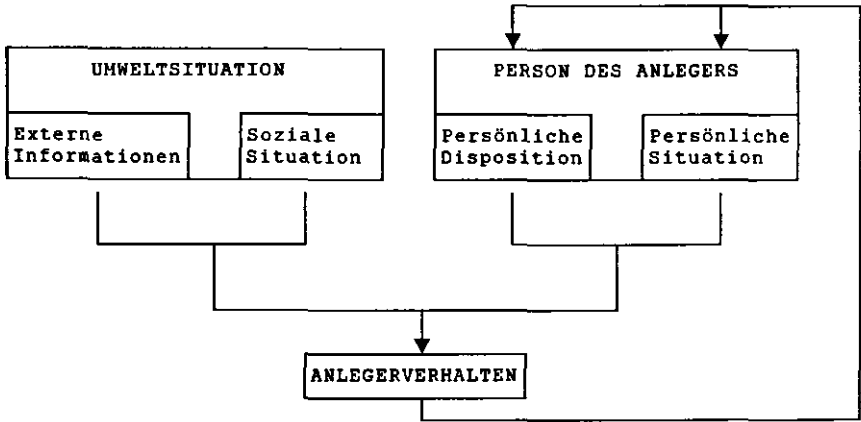 UMWELTSITUATION
Externe
Informationen
Soziale
Situation
PERSON DES ANLEGERS
Persönliche
Disposition
Persönliche
Situation
ANLEGERVERHALTEN